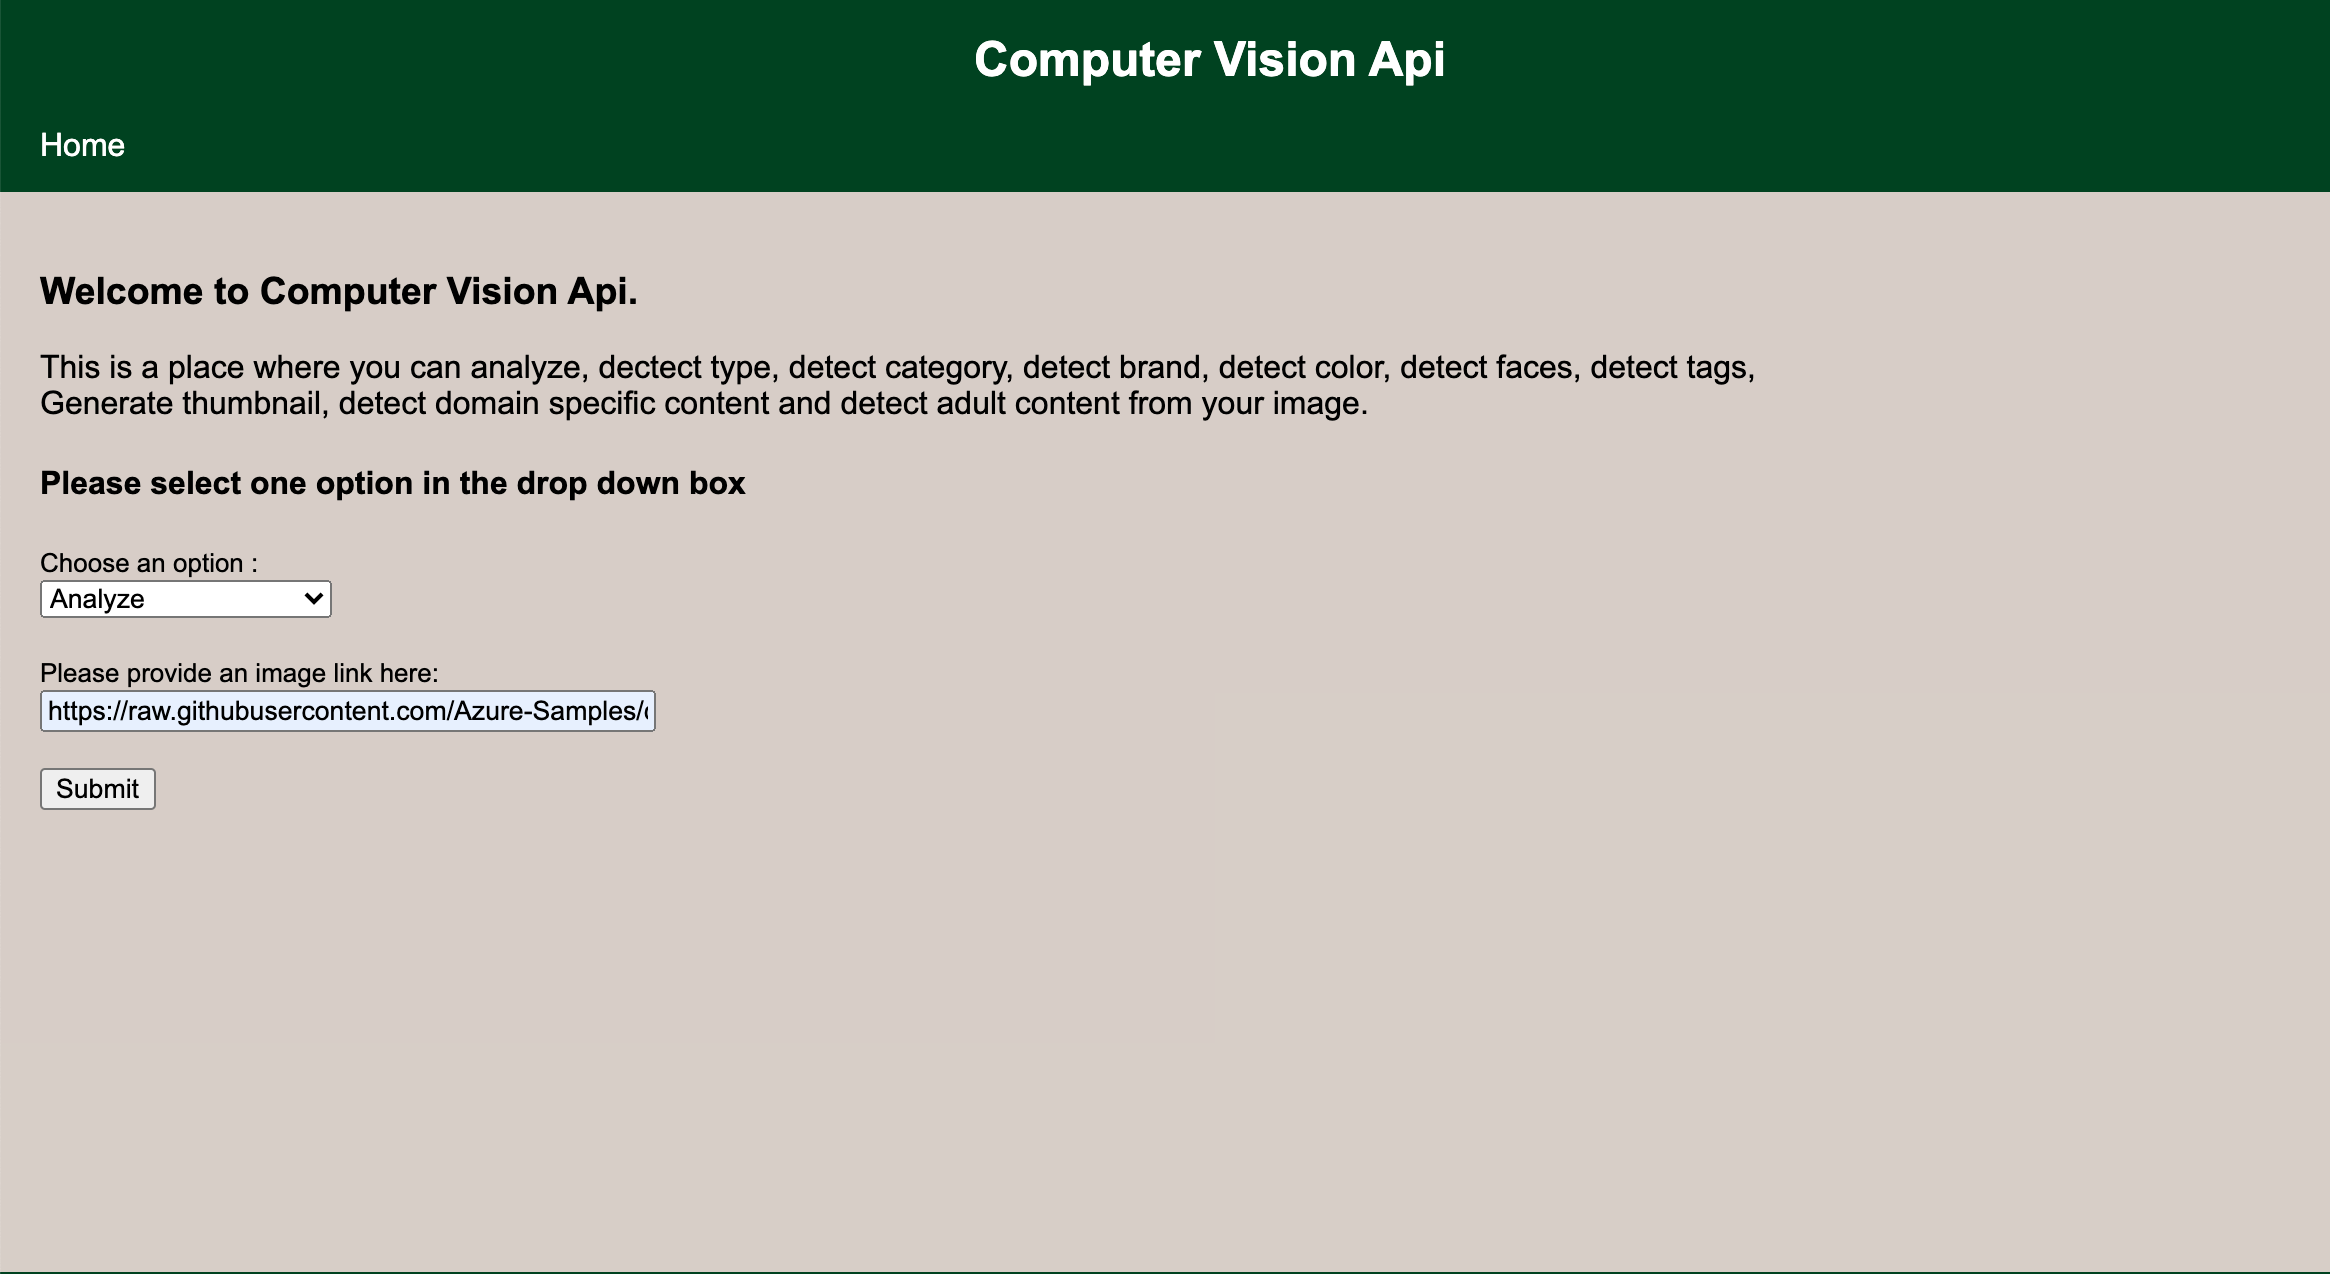 Computer Vision Api
Home
Welcome to Computer Vision Api.
This is a place where you can analyze, dectect type, detect category, detect brand, detect color, detect faces, detect tags,
Generate thumbnail, detect domain specific content and detect adult content from your image.
Please select one option in the drop down box
Choose an option :
Analyze
Please provide an image link here:
https://raw.githubusercontent.com/Azure-Samples/
Submit